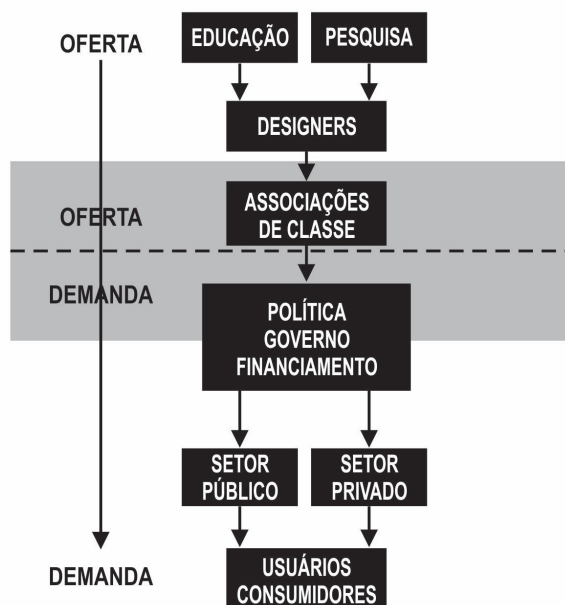 OFERTA
EDUCAÇÃO
PESQUISA
DESIGNERS
OFERTA
ASSOCIAÇÕES
DE CLASSE
DEMANDA
POLÍTICA
GOVERNO
FINANCIAMENTO
SETOR
PÚBLICO
SETOR
PRIVADO
DEMANDA
USUÁRIOS
CONSUMIDORES